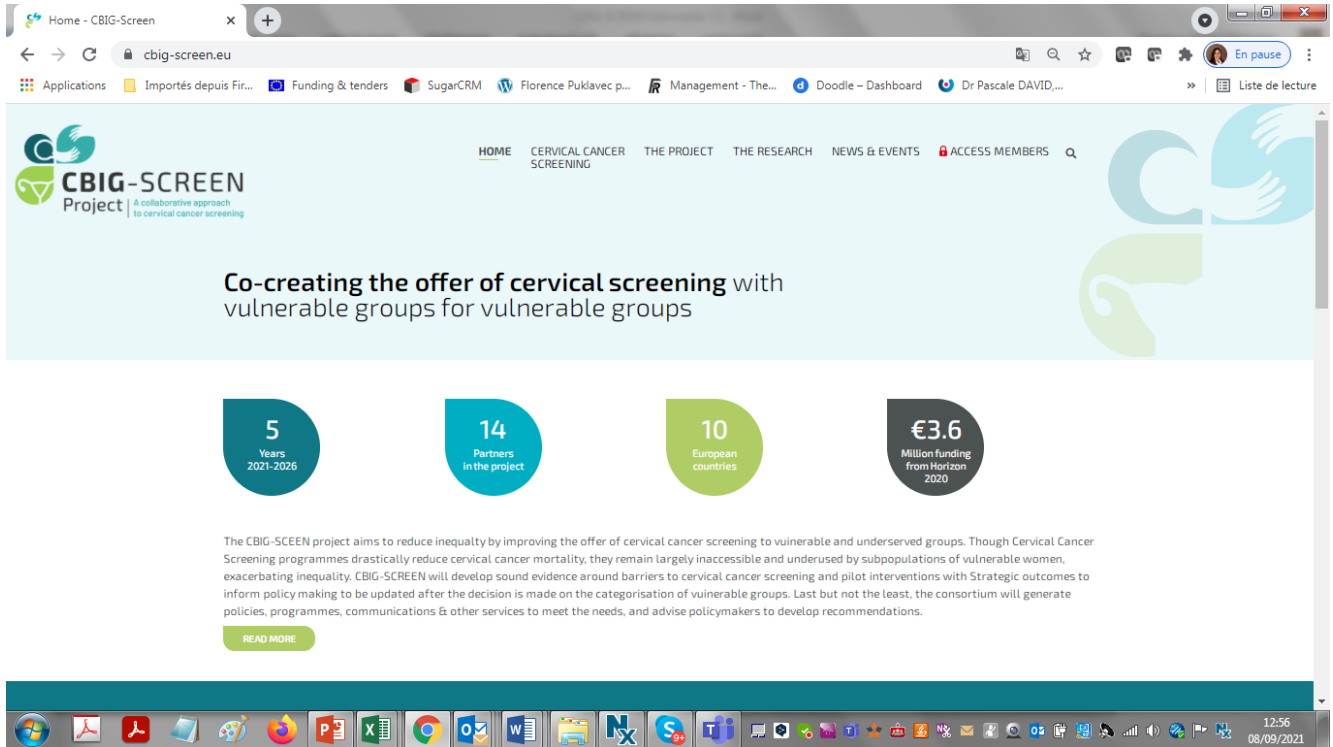 Home - CBIG-Screen
cbig-screen.eu
En pause
Applications
Importés depuis Fir...
Funding & tenders
SugarCRM
Florence Puklavec p...
Management - The...
Doodle – Dashboard
Dr Pascale DAVID,...
»
Liste de lecture
CBIG-SCREEN
Project
A collaborative approach
to cervical cancer screening
HOME
CERVICAL CANCER
SCREENING
THE PROJECT
THE RESEARCH
NEWS & EVENTS
ACCESS MEMBERS
Co-creating the offer of cervical screening with
vulnerable groups for vulnerable groups
5
Years
2021-2026
14
Partners
in the project
10
European
countries
€3.6
Million funding
from Horizon
2020
The CBIG-SCEEN project aims to reduce inequalty by improving the offer of cervical cancer screening to vuinerable and underserved groups. Though Cervical Cancer
Screening programmes drastically reduce cervical cancer mortality, they remain largely inaccessible and underused by subpopulations of vulnerable women,
exacerbating inequality. CBIG-SCREEN will develop sound evidence around barriers to cervical cancer screening and pilot interventions with Strategic outcomes to
inform policy making to be updated after the decision is made on the categorisation of vuinerable groups. Last but not the least, the consortium will generate
policies, programmes, communications & other services to meet the needs, and advise policymakers to develop recommendations.
READ MORE
12:56
08/09/2021